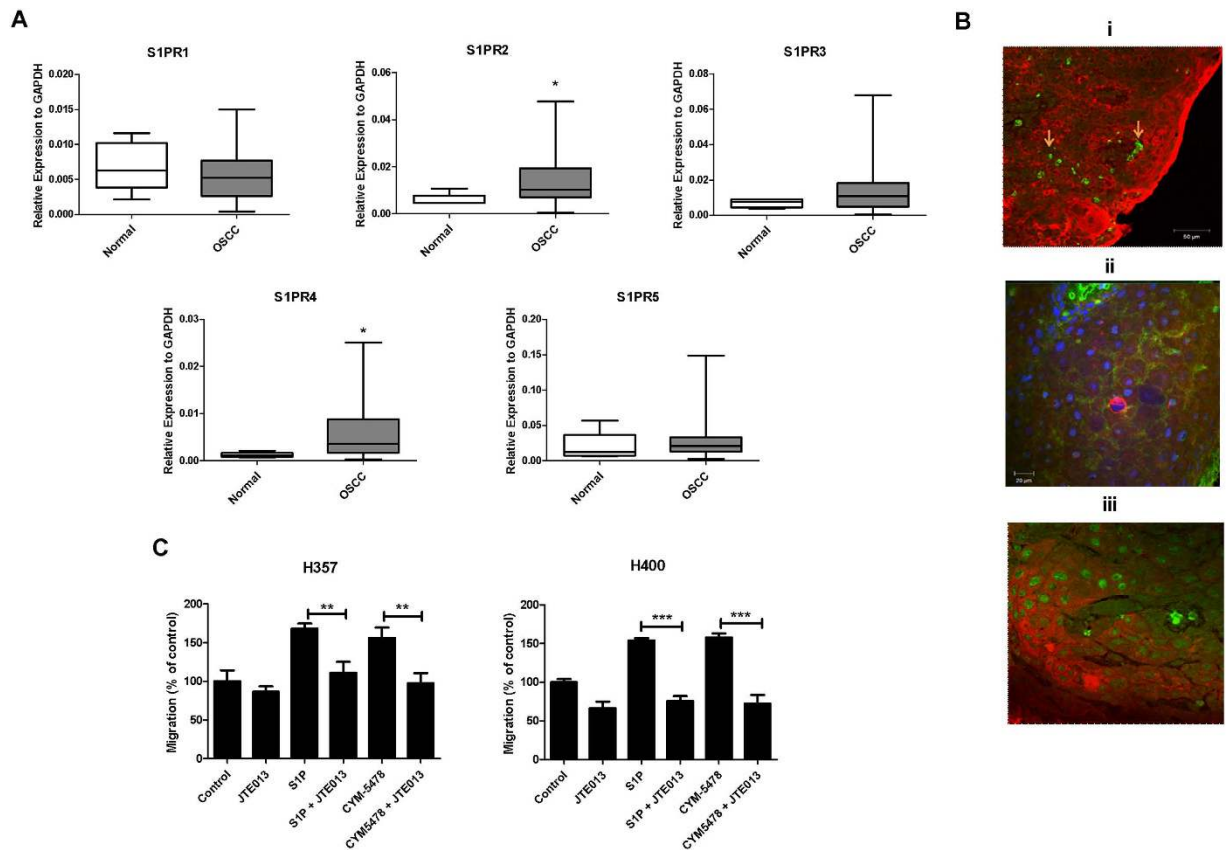 A
B
S1PR1
Relative Expression to GAPDH
0.020
0.015
0.010
0.005
0.000
Normal
OSCC
S1PR2
Relative Expression to GAPDH
0.06
0.04
0.02
0.00
*
Normal
OSCC
S1PR3
Relative Expression to GAPDH
0.08
0.06
0.04
0.02
0.00
Normal
OSCC
S1PR4
Relative Expression to GAPDH
0.03
0.02
0.01
0.00
*
Normal
OSCC
S1PR5
Relative Expression to GAPDH
0.20
0.15
0.10
0.05
0.00
Normal
OSCC
i
50 µm
ii
20 µm
iii
C
H357
Migration (% of control)
200
150
100
50
0
**
**
Control
JTE013
S1P
S1P + JTE013
CYM-5478
CYM5478 + JTE013
H400
Migration (% of control)
200
150
100
50
0
***
***
Control
JTE013
S1P
S1P + JTE013
CYM-5478
CYM5478 + JTE013